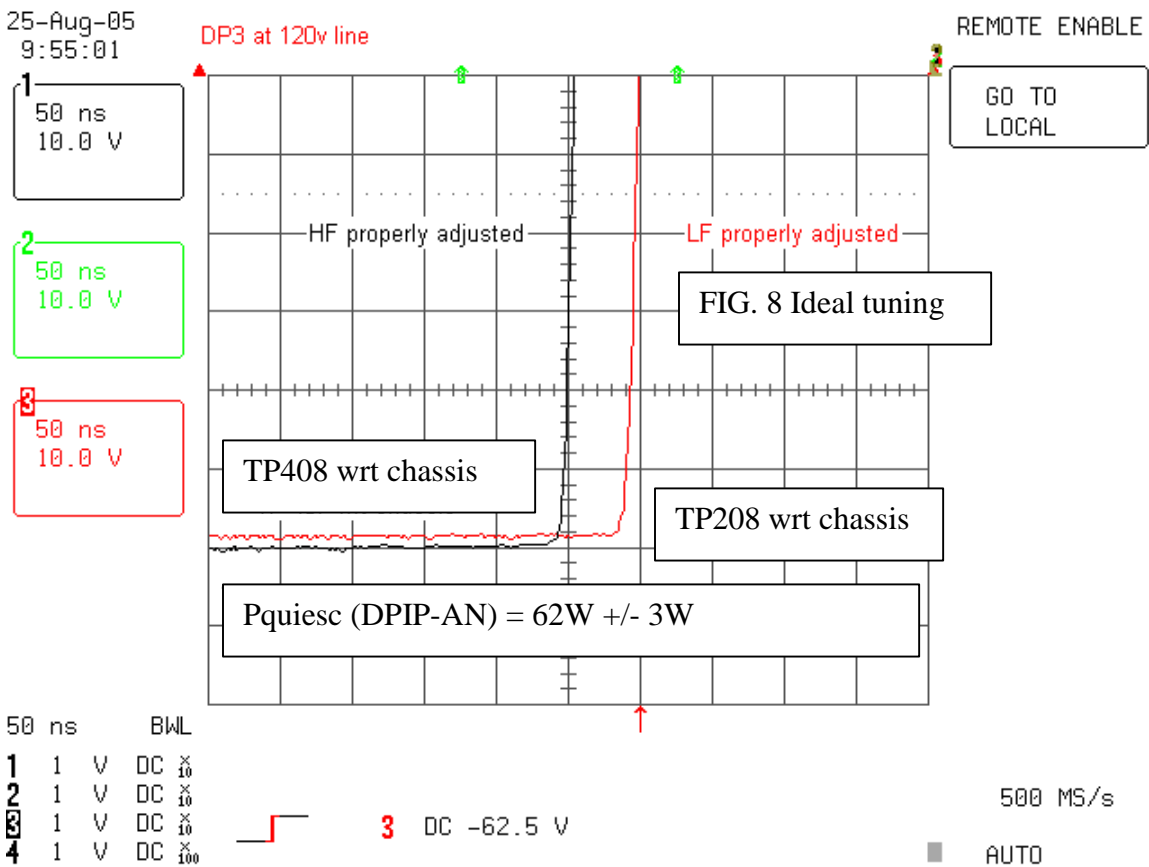 25-Aug-05
9:55:01
DP3 at 120v line
REMOTE ENABLE
GO TO
LOCAL
1
50 ns
10.0 V
2
50 ns
10.0 V
3
50 ns
10.0 V
HF properly adjusted
LF properly adjusted
FIG. 8 Ideal tuning
TP408 wrt chassis
TP208 wrt chassis
Pquiesc (DPIP-AN) = 62W +/- 3W
50 ns BWL
1 1 V DC X10
2 1 V DC X10
3 1 V DC X10
4 1 V DC X100
3 DC -62.5 V
500 MS/s
AUTO